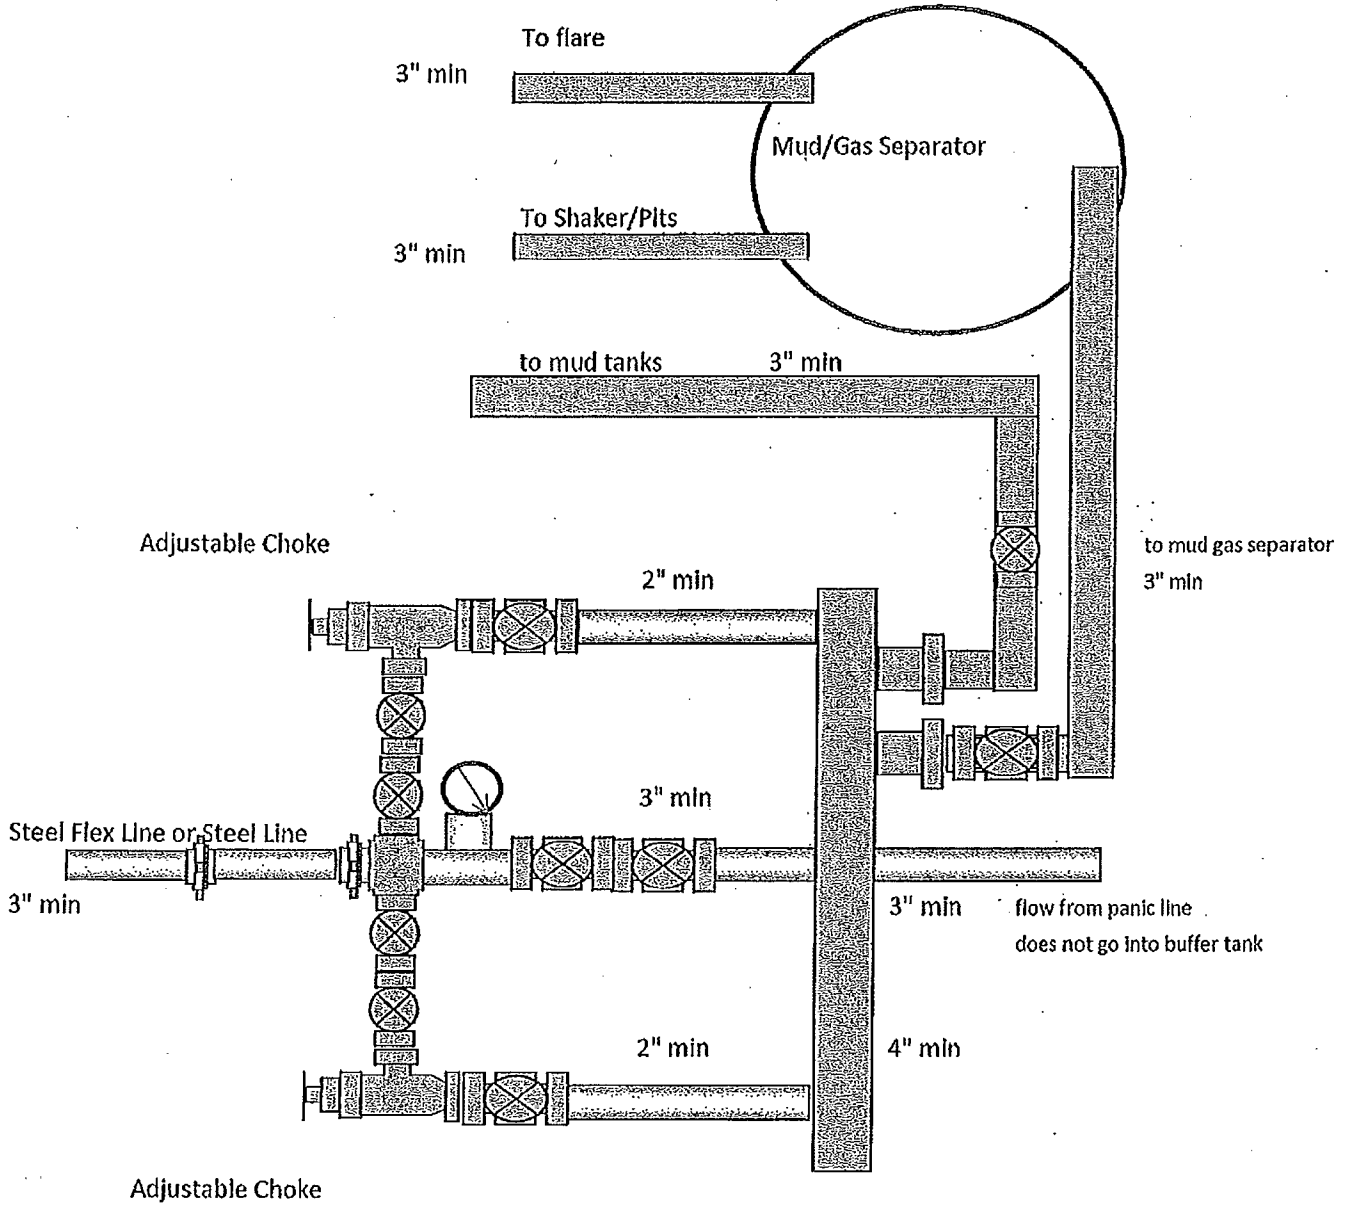 To flare
3" min
Mud/Gas Separator
To Shaker/Pits
3" min
to mud tanks 3" min
Adjustable Choke
to mud gas separator
3" min
2" min
3" min
Steel Flex Line or Steel Line
3" min
3" min
flow from panic line
does not go into buffer tank
2" min
4" min
Adjustable Choke